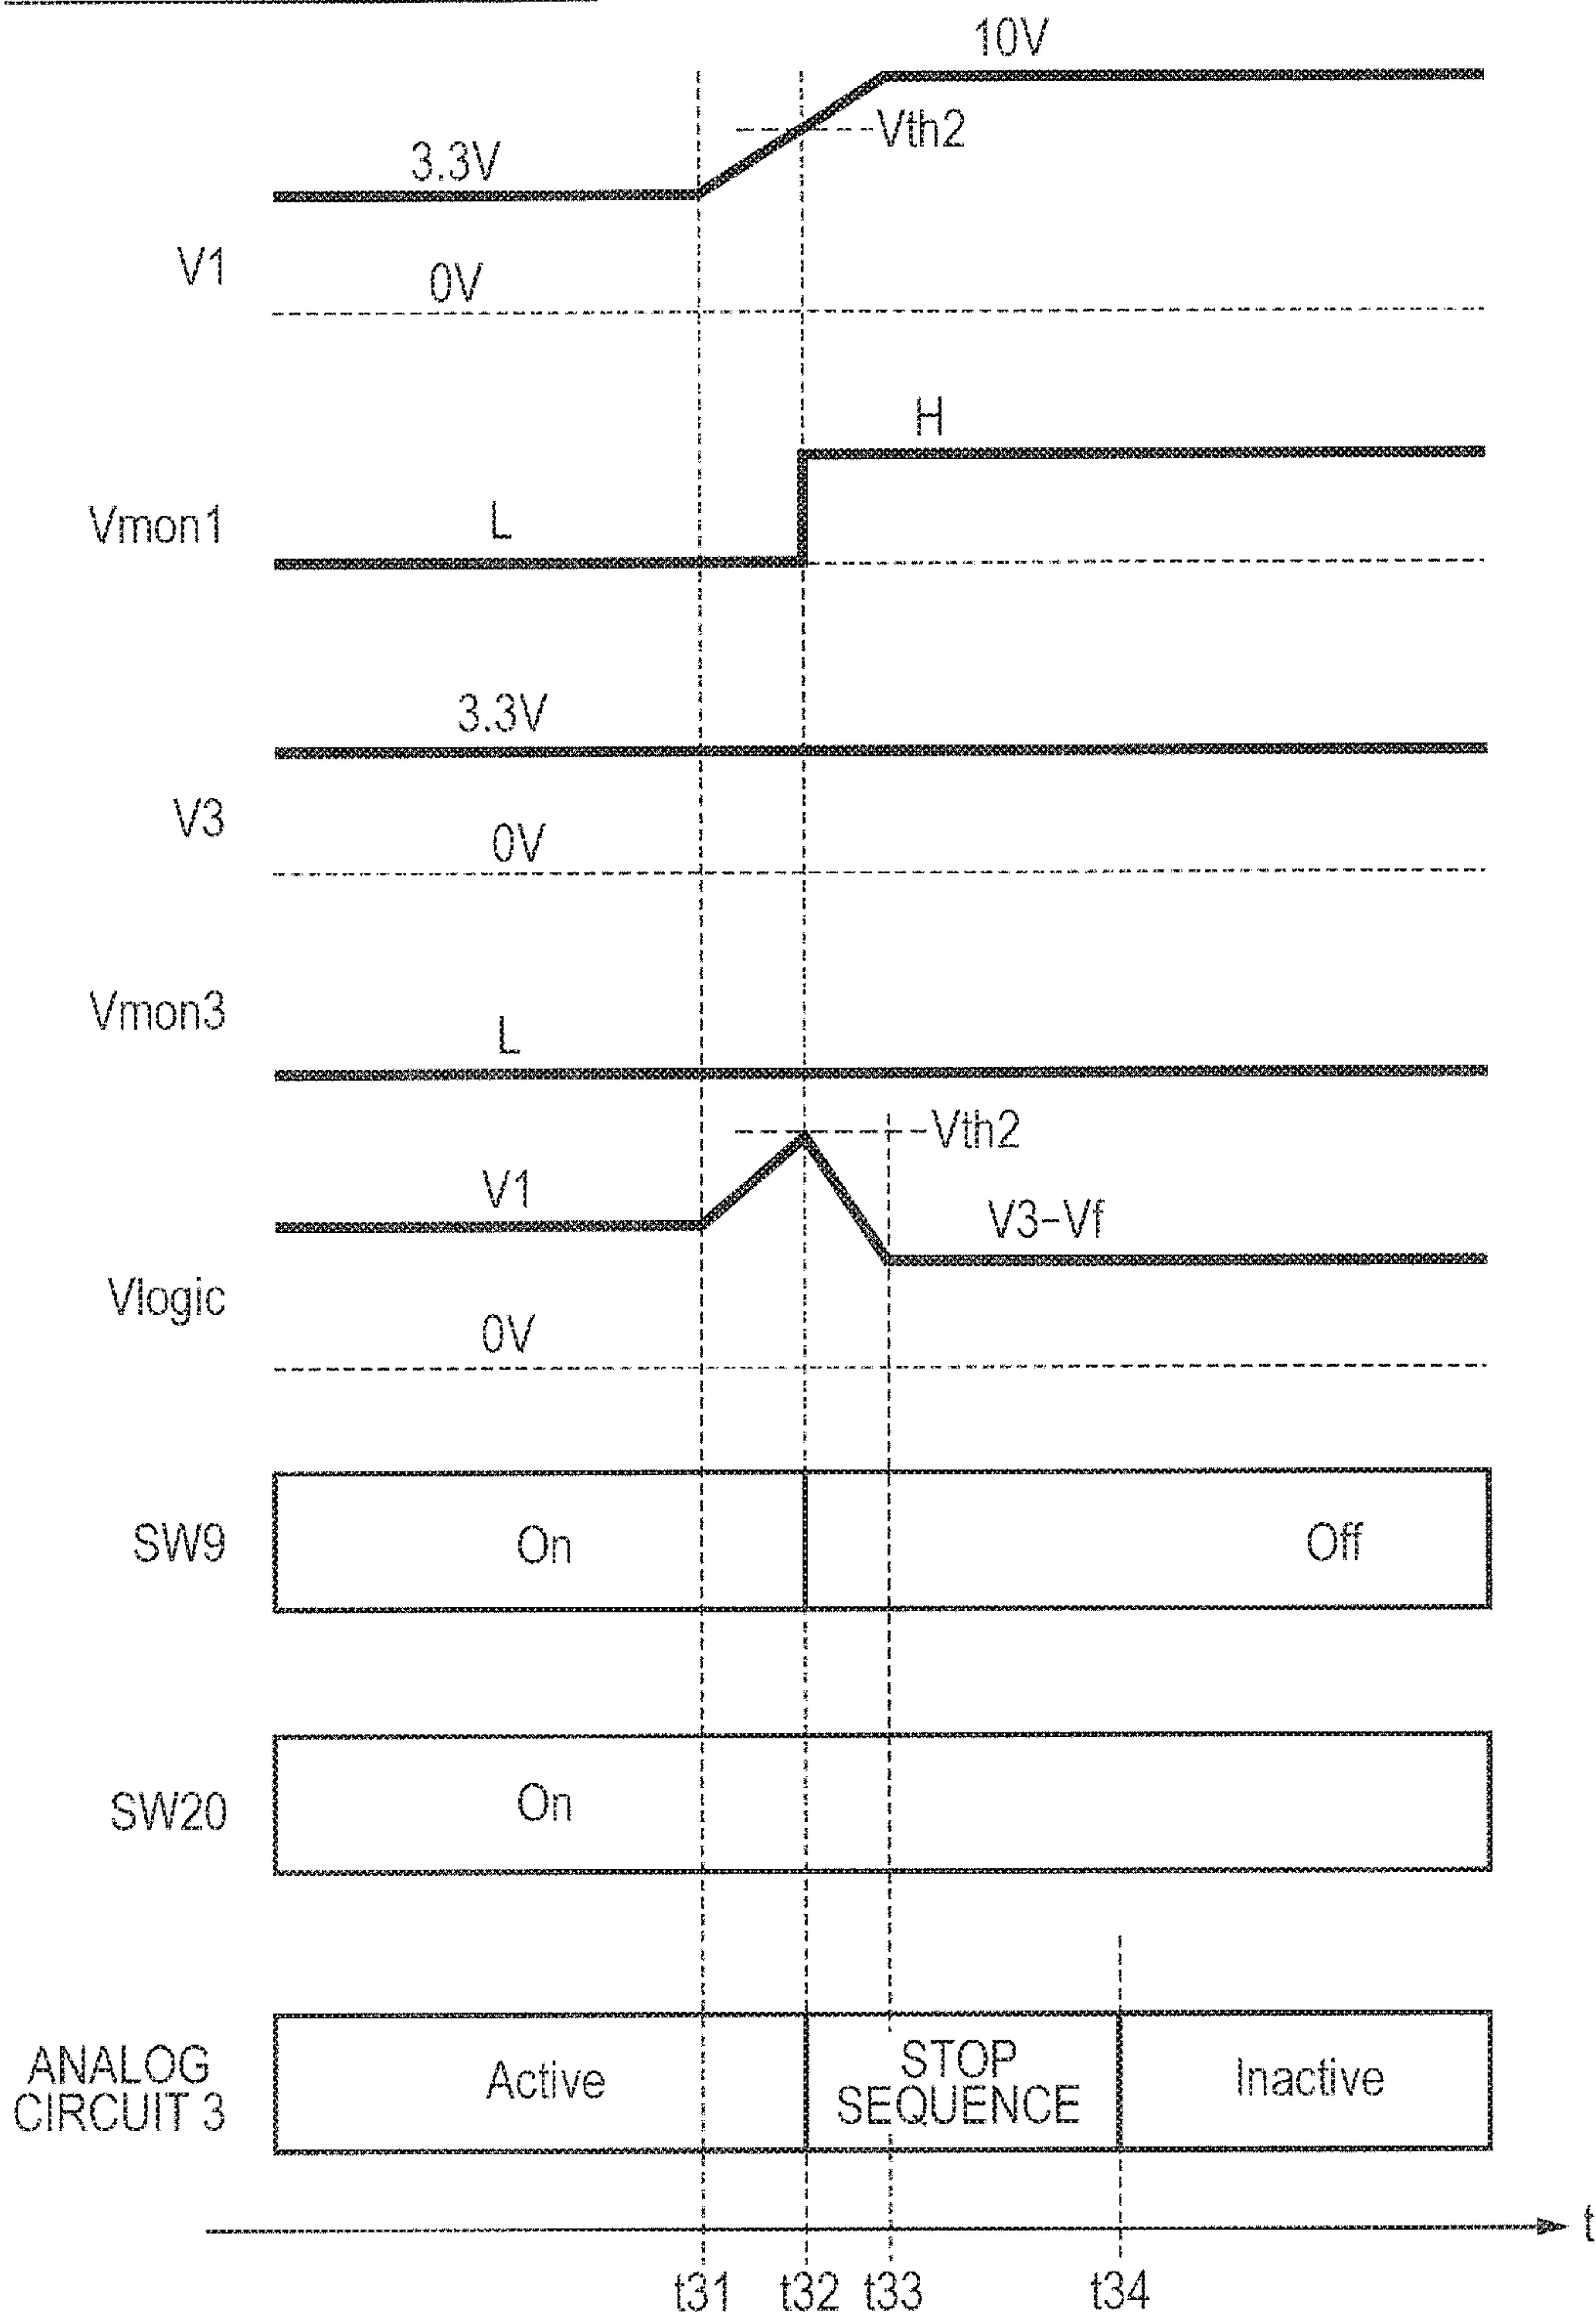 10V
Vth2
3.3V
V1
0V
H
Vmon1
L
3.3V
V3
0V
Vmon3
L
Vth2
V1
V3-Vf
Vlogic
0V
SW9
On
Off
SW20
On
ANALOG
CIRCUIT 3
Active
STOP
SEQUENCE
Inactive
t
t31
t32
t33
t34